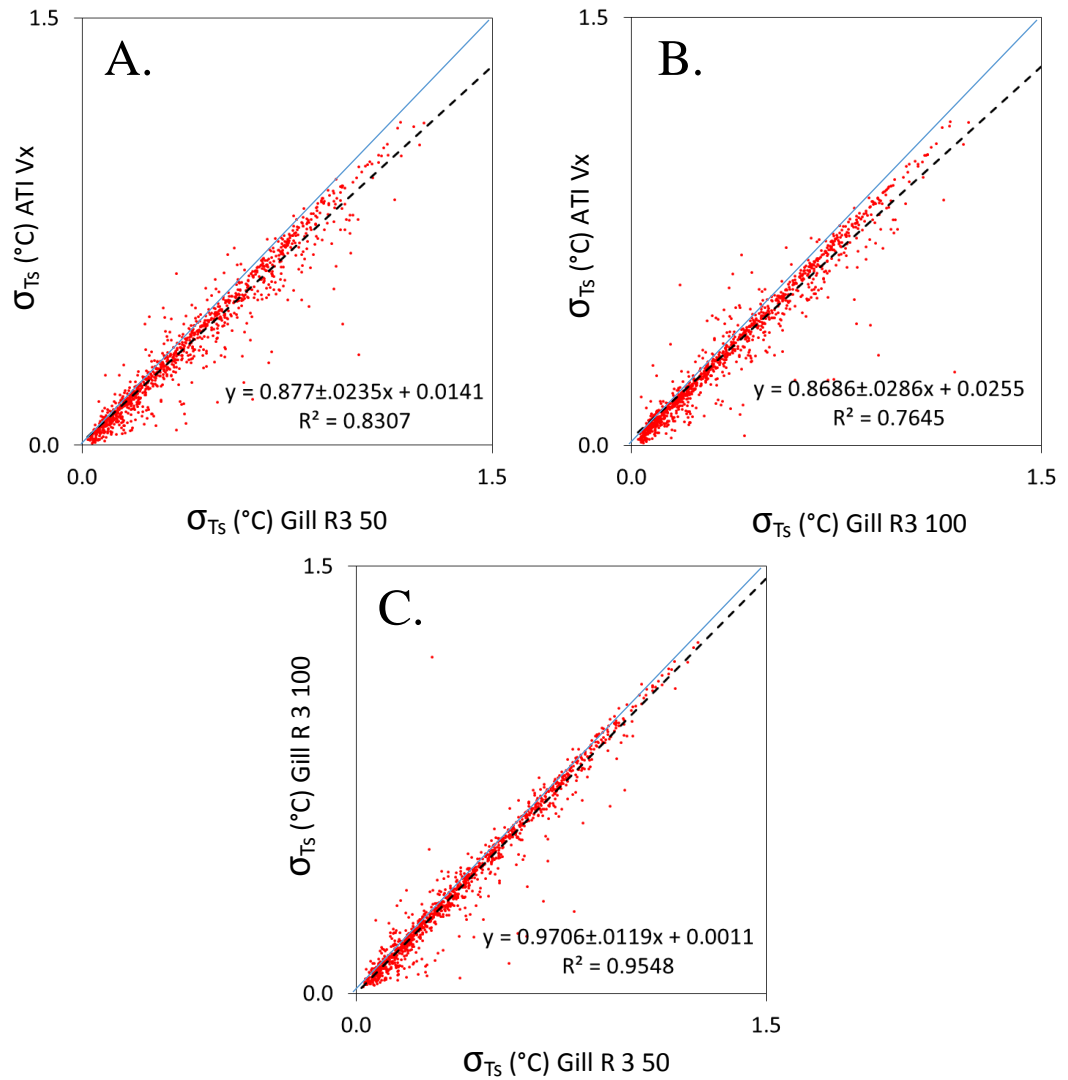 1.5
A.
σTs (°C) ATI Vx
y = 0.877±.0235x + 0.0141
R² = 0.8307
0.0
0.0
1.5
σTs (°C) Gill R3 50
1.5
B.
σTs (°C) ATI Vx
y = 0.8686±.0286x + 0.0255
R² = 0.7645
0.0
0.0
1.5
σTs (°C) Gill R3 100
1.5
C.
σTs (°C) Gill R 3 100
y = 0.9706±.0119x + 0.0011
R² = 0.9548
0.0
0.0
1.5
σTs (°C) Gill R 3 50